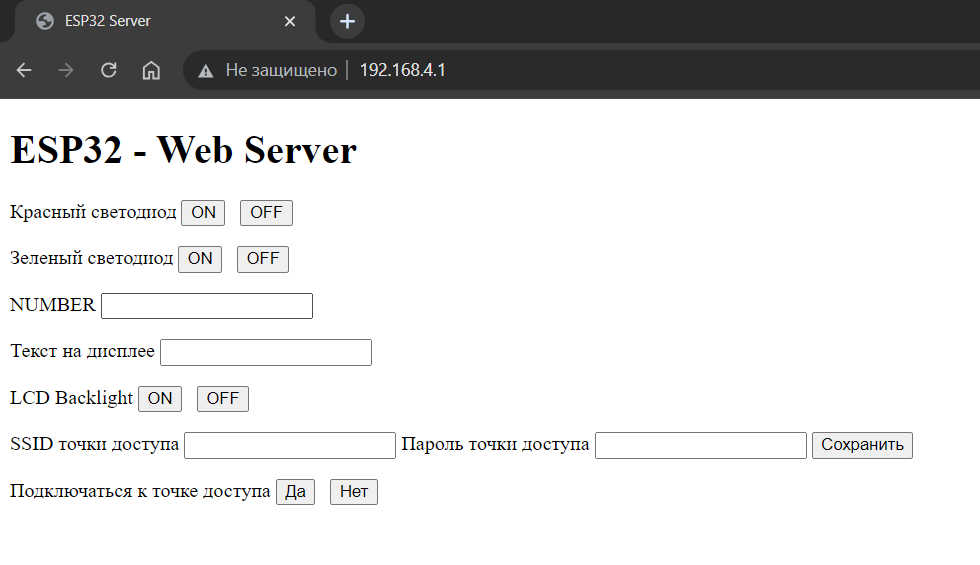 ESP32 Server
Не защищено 192.168.4.1
ESP32 - Web Server
Красный светодиод ON OFF
Зеленый светодиод ON OFF
NUMBER
Текст на дисплее
LCD Backlight ON OFF
SSID точки доступа Пароль точки доступа Сохранить
Подключаться к точке доступа Да Нет